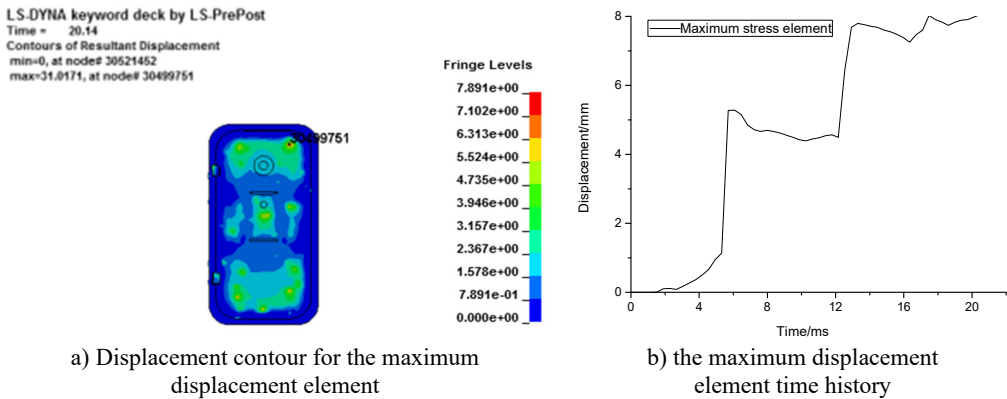 LS-DYNA keyword deck by LS-PrePost
Time = 20.14
Contours of Resultant Displacement
min=0, at node# 30521452
max=31.0171, at node# 30499751
Fringe Levels
7.891e+00
7.102e+00
6.313e+00
5.524e+00
4.735e+00
3.946e+00
3.157e+00
2.367e+00
1.578e+00
7.891e-01
0.000e+00
30499751
a) Displacement contour for the maximum
displacement element
Maximum stress element
Displacement/mm
8
6
4
2
0
0 4 8 12 16 20
Time/ms
b) the maximum displacement
element time history